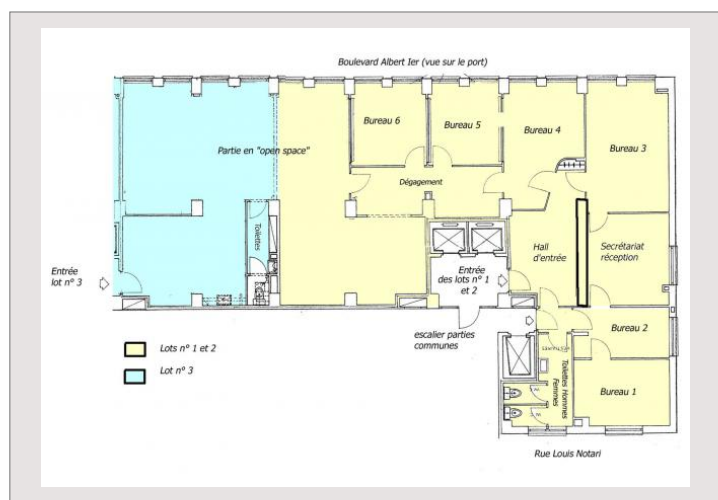 Boulevard Albert Ier (vue sur le port)
Bureau 6
Bureau 5
Bureau 4
Bureau 3
Partie en "open space"
Dégagement
Toilettes
Hall
d'entrée
Secrétariat
réception
Entrée
lot n° 3
Entrée
des lots n° 1
et 2
escalier parties
communes
Bureau 2
Toilettes Hommes
Femmes
Bureau 1
Lots n° 1 et 2
Lot n° 3
Rue Louis Notari